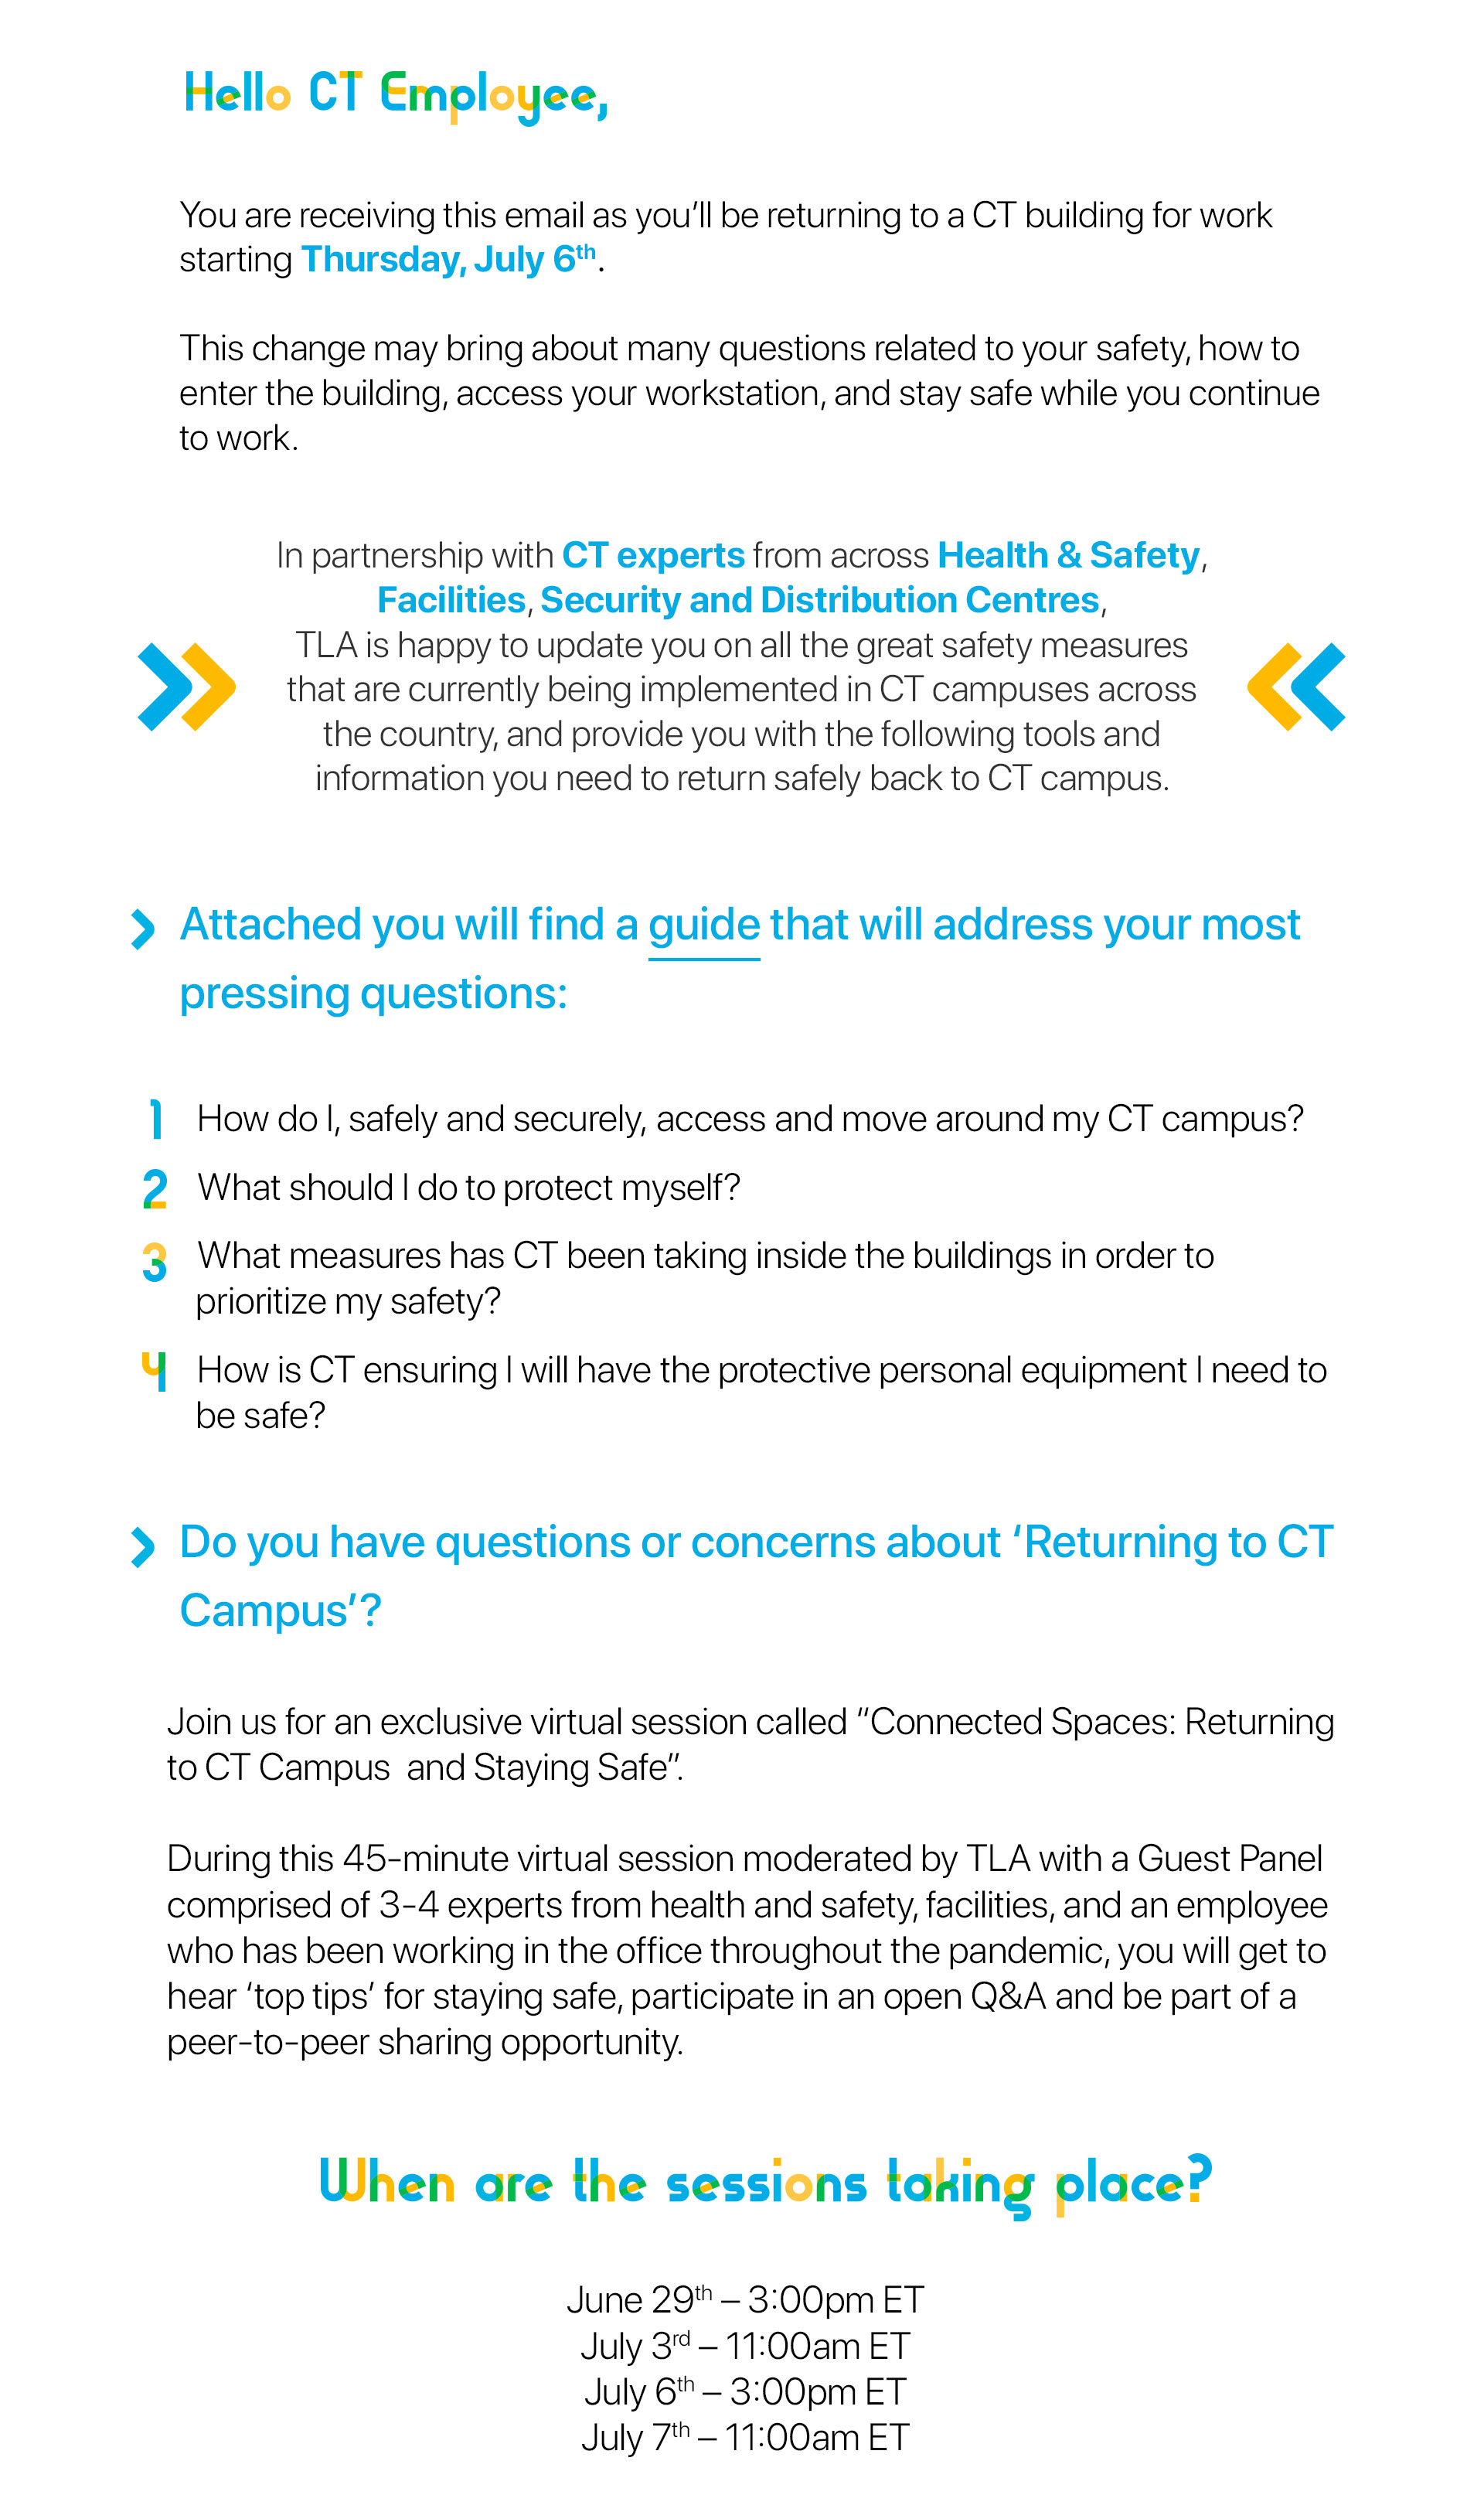 Hello CT Employee,
You are receiving this email as you’ll be returning to a CT building for work
starting Thursday, July 6th.
This change may bring about many questions related to your safety, how to
enter the building, access your workstation, and stay safe while you continue
to work.
In partnership with CT experts from across Health & Safety,
Facilities, Security and Distribution Centres,
TLA is happy to update you on all the great safety measures
that are currently being implemented in CT campuses across
the country, and provide you with the following tools and
information you need to return safely back to CT campus.
Attached you will find a guide that will address your most
pressing questions:
1 How do I, safely and securely, access and move around my CT campus?
2 What should I do to protect myself?
3 What measures has CT been taking inside the buildings in order to
prioritize my safety?
4 How is CT ensuring I will have the protective personal equipment I need to
be safe?
Do you have questions or concerns about ‘Returning to CT
Campus’?
Join us for an exclusive virtual session called “Connected Spaces: Returning
to CT Campus  and Staying Safe”.
During this 45-minute virtual session moderated by TLA with a Guest Panel
comprised of 3-4 experts from health and safety, facilities, and an employee
who has been working in the office throughout the pandemic, you will get to
hear ‘top tips’ for staying safe, participate in an open Q&A and be part of a
peer-to-peer sharing opportunity.
When are the sessions taking place?
June 29th – 3:00pm ET
July 3rd – 11:00am ET
July 6th – 3:00pm ET
July 7th – 11:00am ET